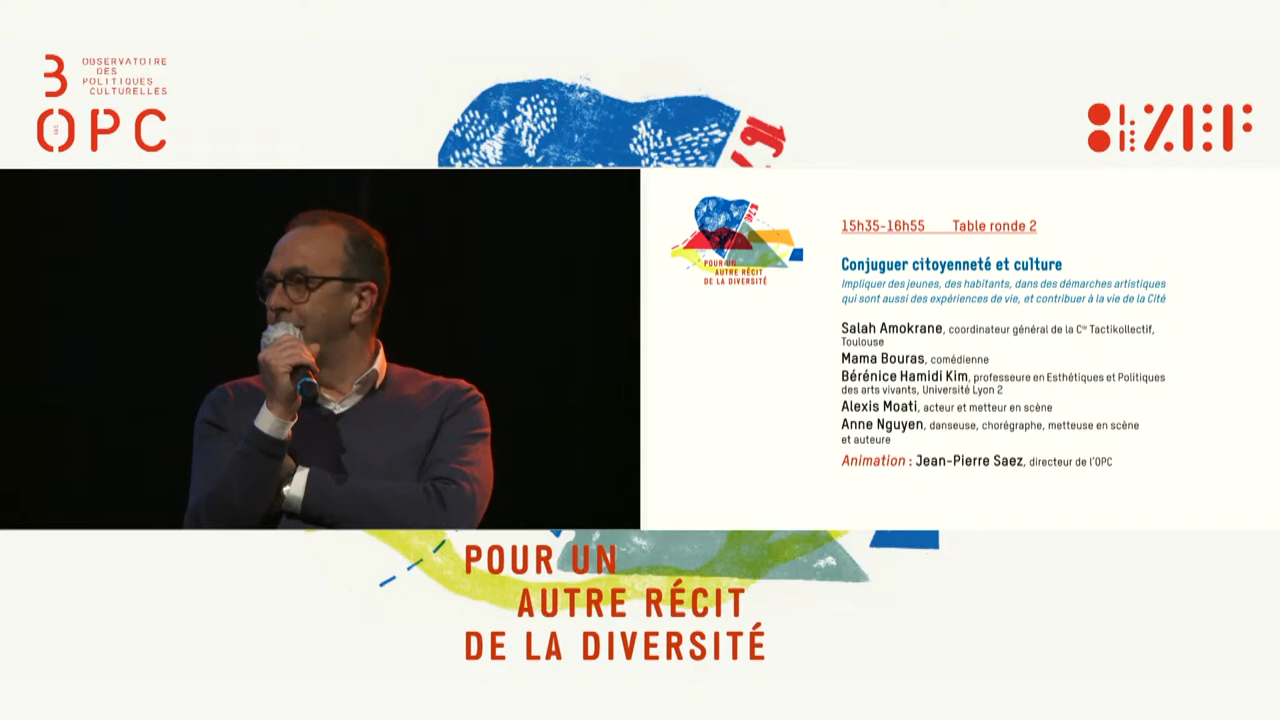 OBSERVATOIRE
DES
POLITIQUES
CULTURELLES
OPC
ZEF
15h35-16h55 Table ronde 2
Conjuguer citoyenneté et culture
Impliquer des jeunes, des habitants, dans des démarches artistiques
qui sont aussi des expériences de vie, et contribuer à la vie de la Cité
Salah Amokrane, coordinateur général de la Cie Tactikollectif,
Toulouse
Mama Bouras, comédienne
Bérénice Hamidi Kim, professeure en Esthétiques et Politiques
des arts vivants, Université Lyon 2
Alexis Moati, acteur et metteur en scène
Anne Nguyen, danseuse, chorégraphe, metteuse en scène
et auteure
Animation : Jean-Pierre Saez, directeur de l'OPC
POUR UN
AUTRE RÉCIT
DE LA DIVERSITÉ
POUR UN
AUTRE RÉCIT
DE LA DIVERSITÉ